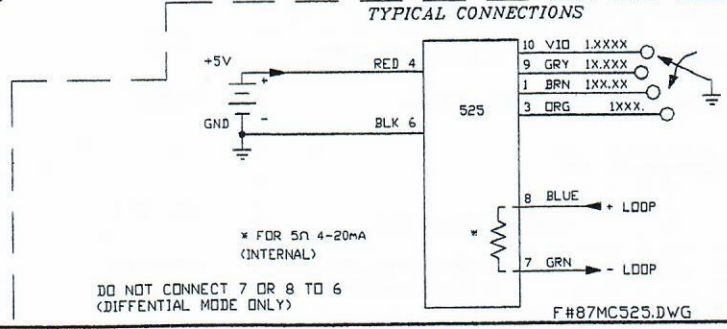 TYPICAL CONNECTIONS
+5V
+
RED 4
GND
-
BLK 6
525
10 VIO 1.XXXX
9 GRY 1X.XXX
1 BRN 1XX.XX
3 ORG 1XXX.
8 BLUE
+ LOOP
*
7 GRN
- LOOP
* FOR 5Ω 4-20mA
(INTERNAL)
DO NOT CONNECT 7 OR 8 TO 6
(DIFFENTIAL MODE ONLY)
F#87MC525.DWG